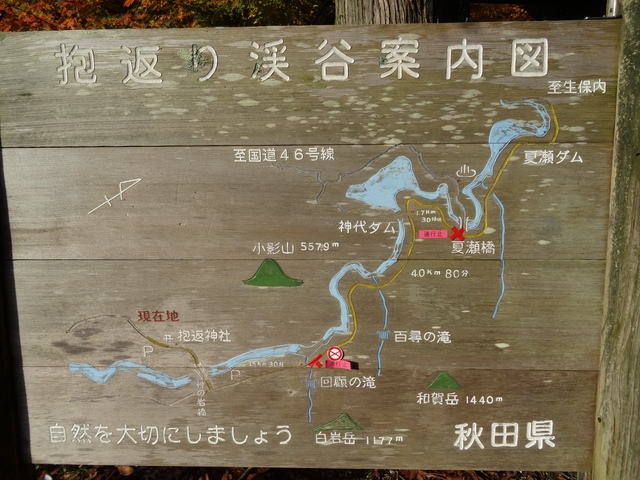 抱返り渓谷案内図
至生保内
夏瀬ダム
至国道46号線
神代ダム
1.7Km
30分
通行止
夏瀬橋
小影山 557.9m
4.0Km 80分
現在地
抱返神社
P
P
1.5Km 30分
通行止
百尋の滝
回顧の滝
和賀岳 1440m
白岩岳 1177m
自然を大切にしましょう
秋田県